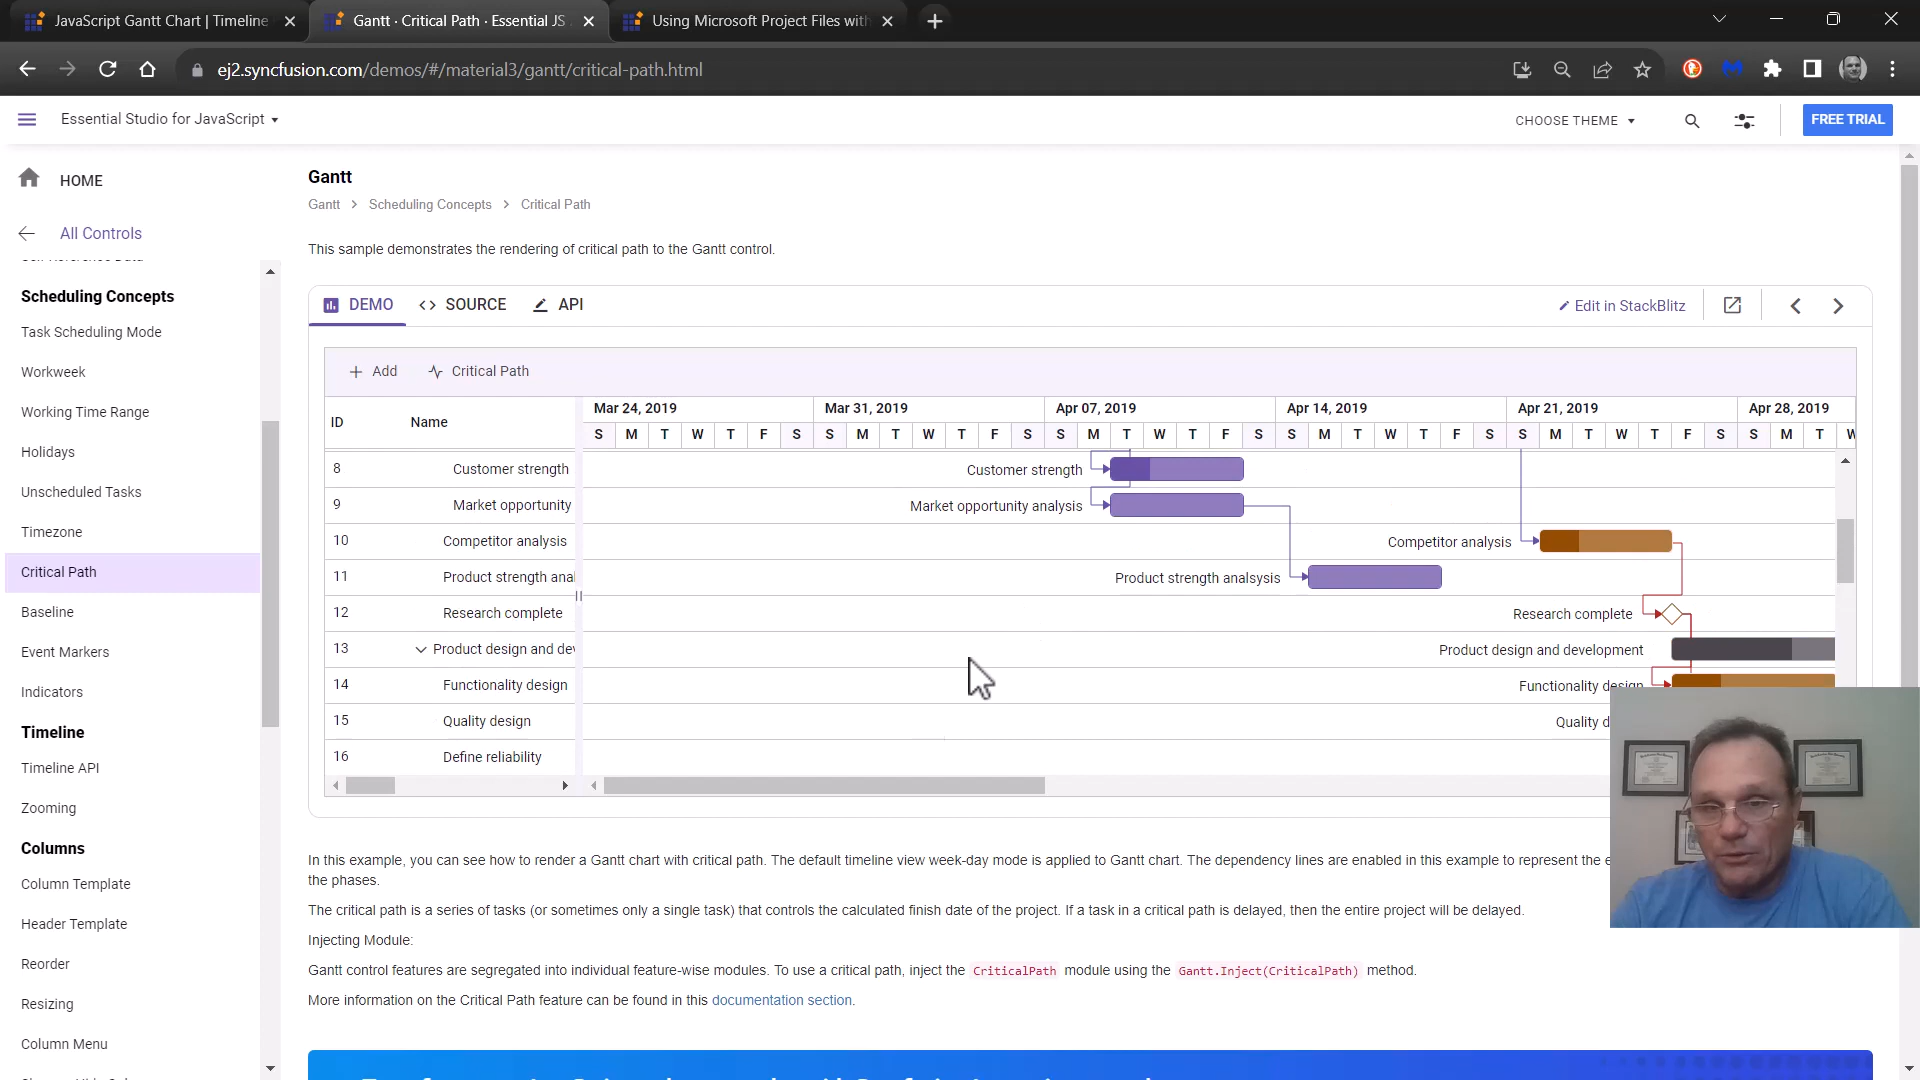 JavaScript Gantt Chart | Timeline
Gantt · Critical Path · Essential JS
Using Microsoft Project Files with
ej2.syncfusion.com/demos/#/material3/gantt/critical-path.html
Essential Studio for JavaScript
CHOOSE THEME
FREE TRIAL
HOME
All Controls
Scheduling Concepts
Task Scheduling Mode
Workweek
Working Time Range
Holidays
Unscheduled Tasks
Timezone
Critical Path
Baseline
Event Markers
Indicators
Timeline
Timeline API
Zooming
Columns
Column Template
Header Template
Reorder
Resizing
Column Menu
Gantt
Gantt > Scheduling Concepts > Critical Path
This sample demonstrates the rendering of critical path to the Gantt control.
DEMO
SOURCE
API
Edit in StackBlitz
Add
Critical Path
ID
Name
Mar 24, 2019
Mar 31, 2019
Apr 07, 2019
Apr 14, 2019
Apr 21, 2019
Apr 28, 2019
S M T W T F S S M T W T F S S M T W T F S S M T W T F S S M T W T F S S M T W
8 Customer strength
Customer strength
9 Market opportunity
Market opportunity analysis
10 Competitor analysis
Competitor analysis
11 Product strength anal
Product strength analsysis
12 Research complete
Research complete
13 Product design and dev
Product design and development
14 Functionality design
Functionality design
15 Quality design
Quality d
16 Define reliability
In this example, you can see how to render a Gantt chart with critical path. The default timeline view week-day mode is applied to Gantt chart. The dependency lines are enabled in this example to represent the e
the phases.
The critical path is a series of tasks (or sometimes only a single task) that controls the calculated finish date of the project. If a task in a critical path is delayed, then the entire project will be delayed.
Injecting Module:
Gantt control features are segregated into individual feature-wise modules. To use a critical path, inject the CriticalPath module using the Gantt.Inject(CriticalPath) method.
More information on the Critical Path feature can be found in this documentation section.